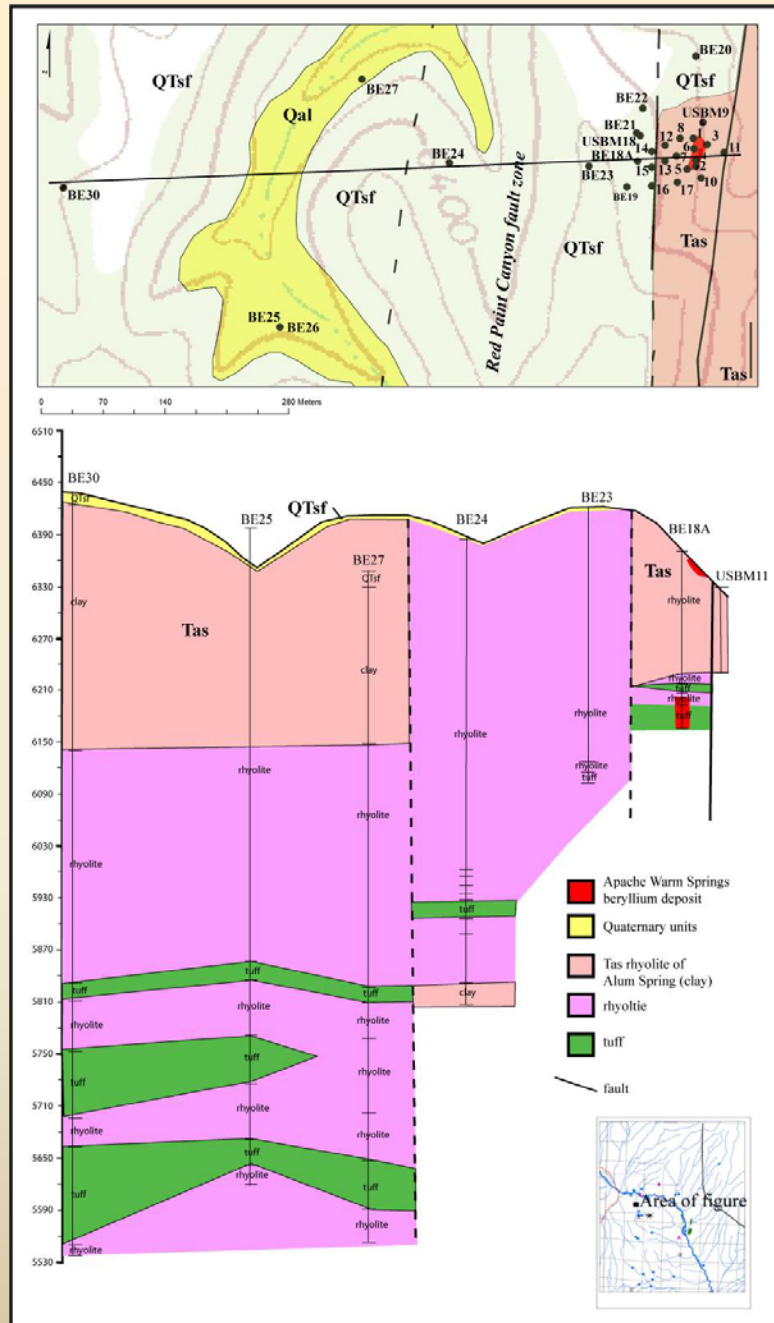 BE20
QTsf
QTsf
Qal
BE27
BE22
USBM9
BE21
USBM18
12
8
1
3
6
14
7
4
11
BE24
BE18A
BE23
15
13
5
2
BE30
QTsf
BE19
16
17
10
400
QTsf
Tas
Red Paint Canyon fault zone
BE25
BE26
Tas
0 70 140 280 Meters
6510
6450
6390
6330
6270
6210
6150
6090
6030
5930
5870
5810
5750
5710
5650
5590
5530
BE30
QTsf
BE25
QTsf
BE24
BE23
BE18A
BE27
QTsf
Tas
USBM11
rhyolite
clay
Tas
clay
rhyolite
tuff
rhyolite
tuff
rhyolite
rhyolite
rhyolite
tuff
rhyolite
rhyolite
rhyolite
tuff
clay
tuff
tuff
tuff
rhyolite
rhyolite
rhyolite
tuff
tuff
rhyolite
rhyolite
rhyolite
rhyolite
tuff
tuff
rhyolite
rhyolite
rhyolite
Apache Warm Springs
beryllium deposit
Quaternary units
Tas rhyolite of
Alum Spring (clay)
rhyoltie
tuff
fault
Area of figure